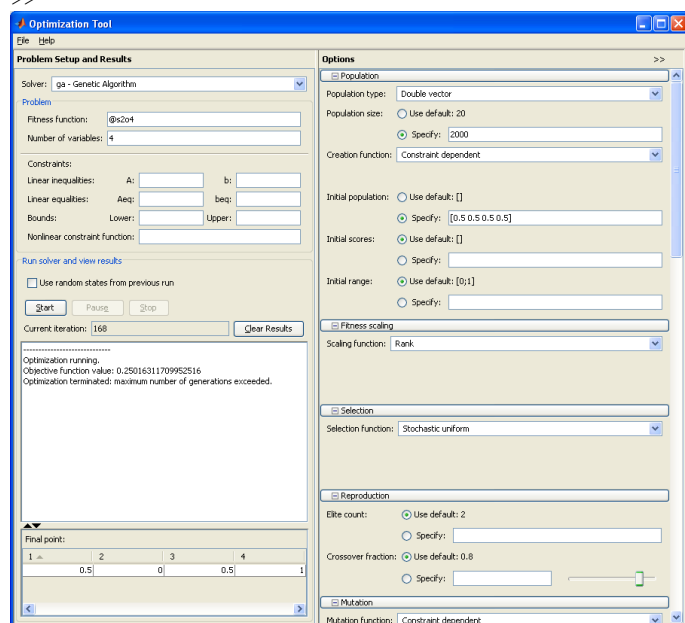 >>
Optimization Tool
File Help
Problem Setup and Results
Solver: ga - Genetic Algorithm
Problem
Fitness function: @s2o4
Number of variables: 4
Constraints:
Linear inequalities: A: b:
Linear equalities: Aeq: beq:
Bounds: Lower: Upper:
Nonlinear constraint function:
Run solver and view results
Use random states from previous run
Start Pause Stop
Current iteration: 168 Clear Results
----------------------------
Optimization running.
Objective function value: 0.25016311709952516
Optimization terminated: maximum number of generations exceeded.
Final point:
1 2 3 4
0.5 0 0.5 1
Options >>
Population
Population type: Double vector
Population size: Use default: 20
Specify: 2000
Creation function: Constraint dependent
Initial population: Use default: []
Specify: [0.5 0.5 0.5 0.5]
Initial scores: Use default: []
Specify:
Initial range: Use default: [0;1]
Specify:
Fitness scaling
Scaling function: Rank
Selection
Selection function: Stochastic uniform
Reproduction
Elite count: Use default: 2
Specify:
Crossover fraction: Use default: 0.8
Specify:
Mutation
Mutation function: Constraint dependent